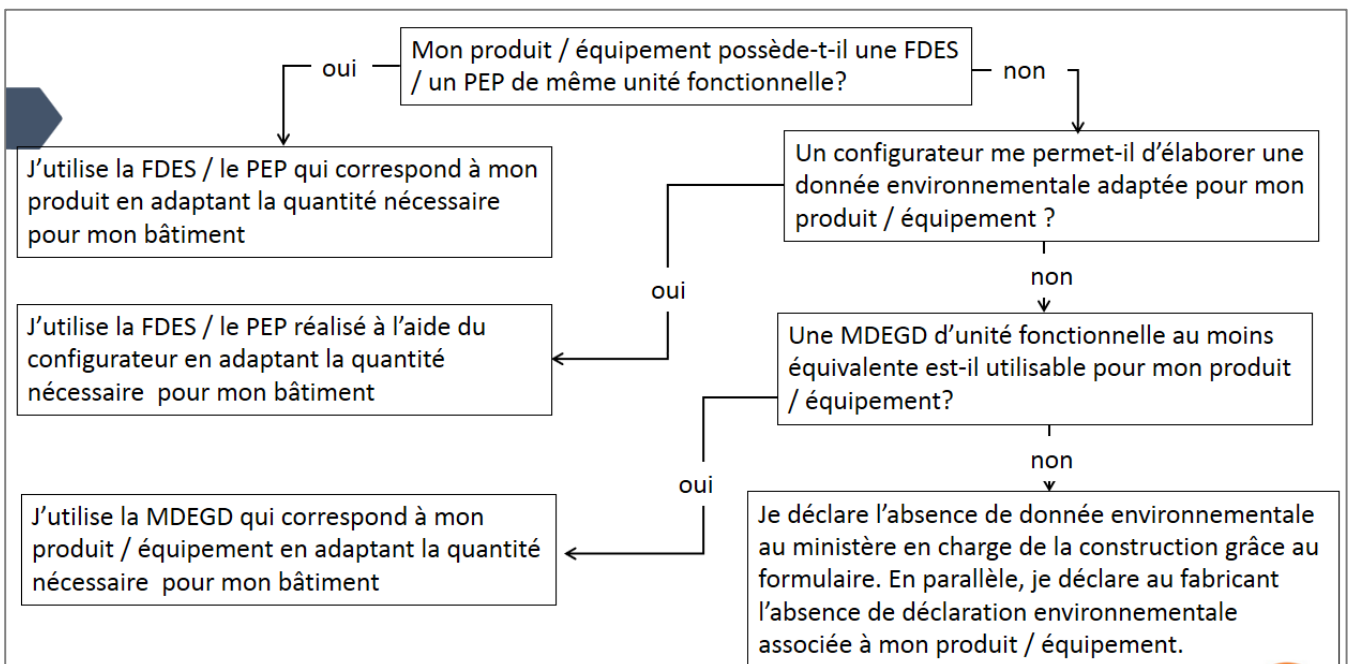 Mon produit / équipement possède-t-il une FDES
/ un PEP de même unité fonctionnelle?
oui
non
J’utilise la FDES / le PEP qui correspond à mon
produit en adaptant la quantité nécessaire
pour mon bâtiment
Un configurateur me permet-il d’élaborer une
donnée environnementale adaptée pour mon
produit / équipement ?
oui
non
J’utilise la FDES / le PEP réalisé à l’aide du
configurateur en adaptant la quantité
nécessaire pour mon bâtiment
Une MDEGD d’unité fonctionnelle au moins
équivalente est-il utilisable pour mon produit
/ équipement?
oui
non
J’utilise la MDEGD qui correspond à mon
produit / équipement en adaptant la quantité
nécessaire pour mon bâtiment
Je déclare l’absence de donnée environnementale
au ministère en charge de la construction grâce au
formulaire. En parallèle, je déclare au fabricant
l’absence de déclaration environnementale
associée à mon produit / équipement.